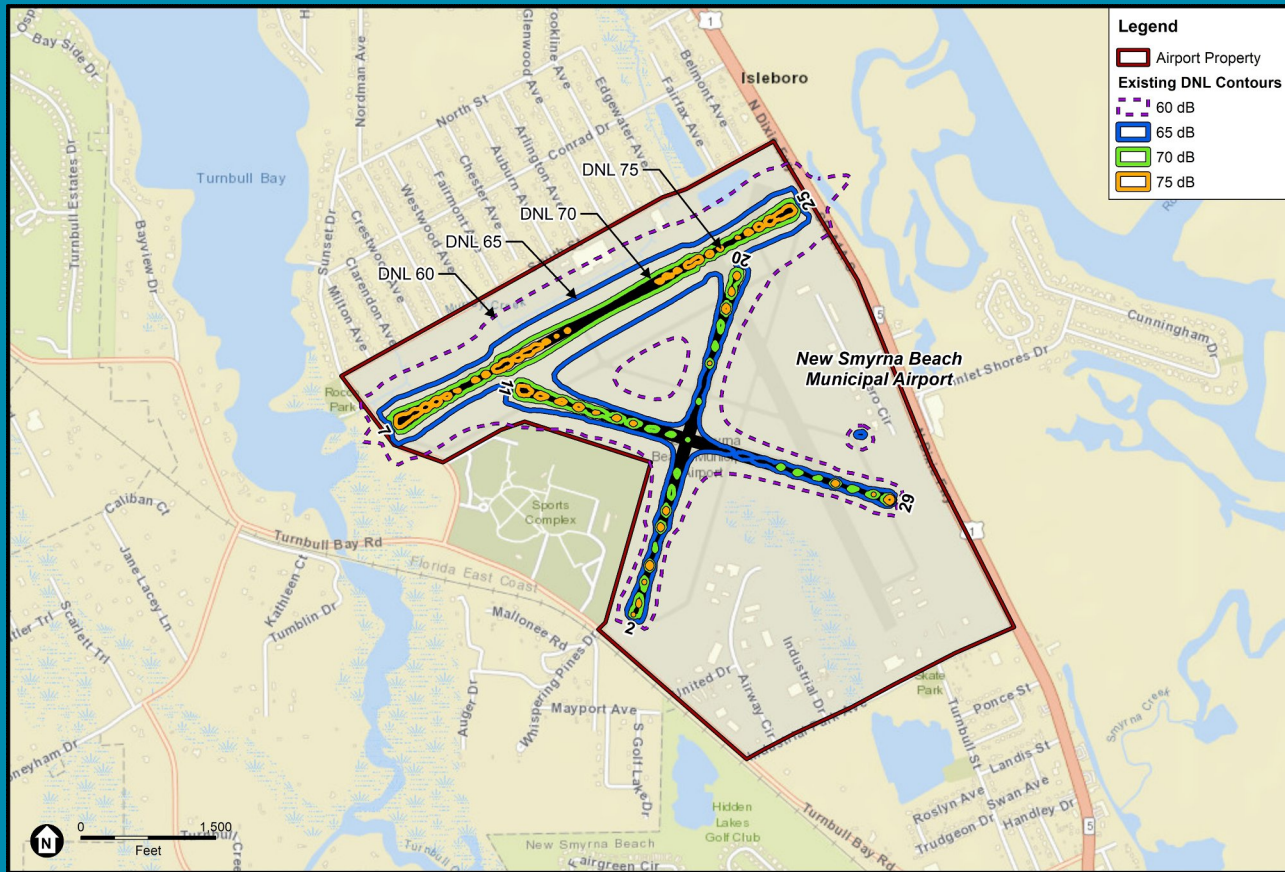 Legend
Airport Property
Existing DNL Contours
60 dB
65 dB
70 dB
75 dB
1
Isleboro
Bay Side Dr
Nordman Ave
Glenwood Ave
Edgewater Ave
Belmont Ave
Fairfax Ave
North St
Conrad Dr
Arlington Ave
Auburn Ave
Chester Ave
Fairmont Ave
Westwood Ave
Crestwood Ave
Clarendon Ave
Milton Ave
Sunset Dr
Turnbull Bay
Turnbull Estates Dr
Bayview Dr
DNL 75
DNL 70
DNL 65
DNL 60
25
20
11
7
29
2
5
Cunningham Dr
New Smyrna Beach
Municipal Airport
Airport
Sports
Complex
Caliban Ct
Turnbull Bay Rd
Florida East Coast
Jane Lacey Ln
Kathleen Ct
Tumblin Dr
Scarlett Trl
Mallonee Rd
Whispering Pines Dr
Auger Dr
Mayport Ave
S Golf Lake Dr
United Dr
Airway Cir
Industrial Dr
1
Skate
Park
Turnbull St
Ponce St
Landis St
Swan Ave
Roslyn Ave
Handley Dr
Trudgeon Dr
Smyrna Creek
5
Hidden
Lakes
Golf Club
Turnbull Bay Rd
New Smyrna Beach
Fairgreen Cir
N
0
1,500
Feet